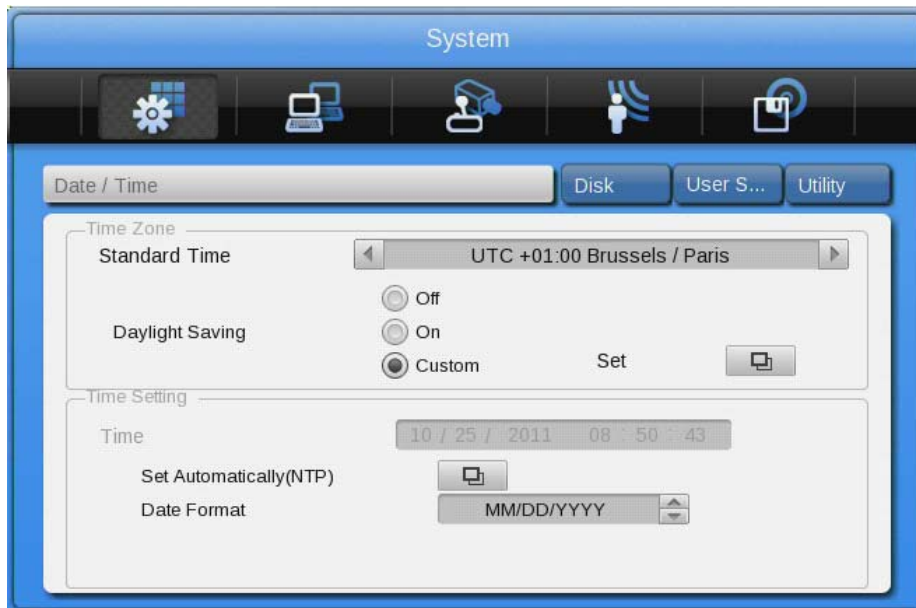 System
Date / Time
Disk
User S...
Utility
Time Zone
Standard Time
UTC +01:00 Brussels / Paris
Off
Daylight Saving
On
Custom
Set
Time Setting
Time
10 / 25 / 2011 08 : 50 : 43
Set Automatically(NTP)
Date Format
MM/DD/YYYY